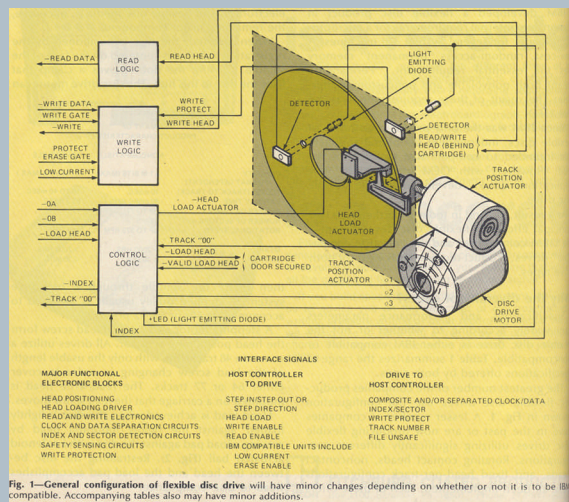 -READ DATA
READ
LOGIC
READ HEAD
LIGHT
EMITTING
DIODE
-WRITE DATA
WRITE GATE
-WRITE
PROTECT
ERASE GATE
LOW CURRENT
WRITE
LOGIC
WRITE
PROTECT
WRITE HEAD
DETECTOR
DETECTOR
READ/WRITE
HEAD (BEHIND
CARTRIDGE)
TRACK
POSITION
ACTUATOR
-0A
-0B
-LOAD HEAD
CONTROL
LOGIC
-HEAD
LOAD ACTUATOR
HEAD
LOAD
ACTUATOR
TRACK "00"
-LOAD HEAD
-VALID LOAD HEAD
CARTRIDGE
DOOR SECURED
TRACK
POSITION
ACTUATOR
ø2
ø3
-INDEX
-TRACK "00"
+LED (LIGHT EMITTING DIODE)
INDEX
DISC
DRIVE
MOTOR
INTERFACE SIGNALS
MAJOR FUNCTIONAL
ELECTRONIC BLOCKS
HEAD POSITIONING
HEAD LOADING DRIVER
READ AND WRITE ELECTRONICS
CLOCK AND DATA SEPARATION CIRCUITS
INDEX AND SECTOR DETECTION CIRCUITS
SAFETY SENSING CIRCUITS
WRITE PROTECTION
HOST CONTROLLER
TO DRIVE
STEP IN/STEP OUT OR
STEP DIRECTION
HEAD LOAD
WRITE ENABLE
READ ENABLE
IBM COMPATIBLE UNITS INCLUDE
LOW CURRENT
ERASE ENABLE
DRIVE TO
HOST CONTROLLER
COMPOSITE AND/OR SEPARATED CLOCK/DATA
INDEX/SECTOR
WRITE PROTECT
TRACK NUMBER
FILE UNSAFE
Fig. 1—General configuration of flexible disc drive will have minor changes depending on whether or not it is to be IBM
compatible. Accompanying tables also may have minor additions.